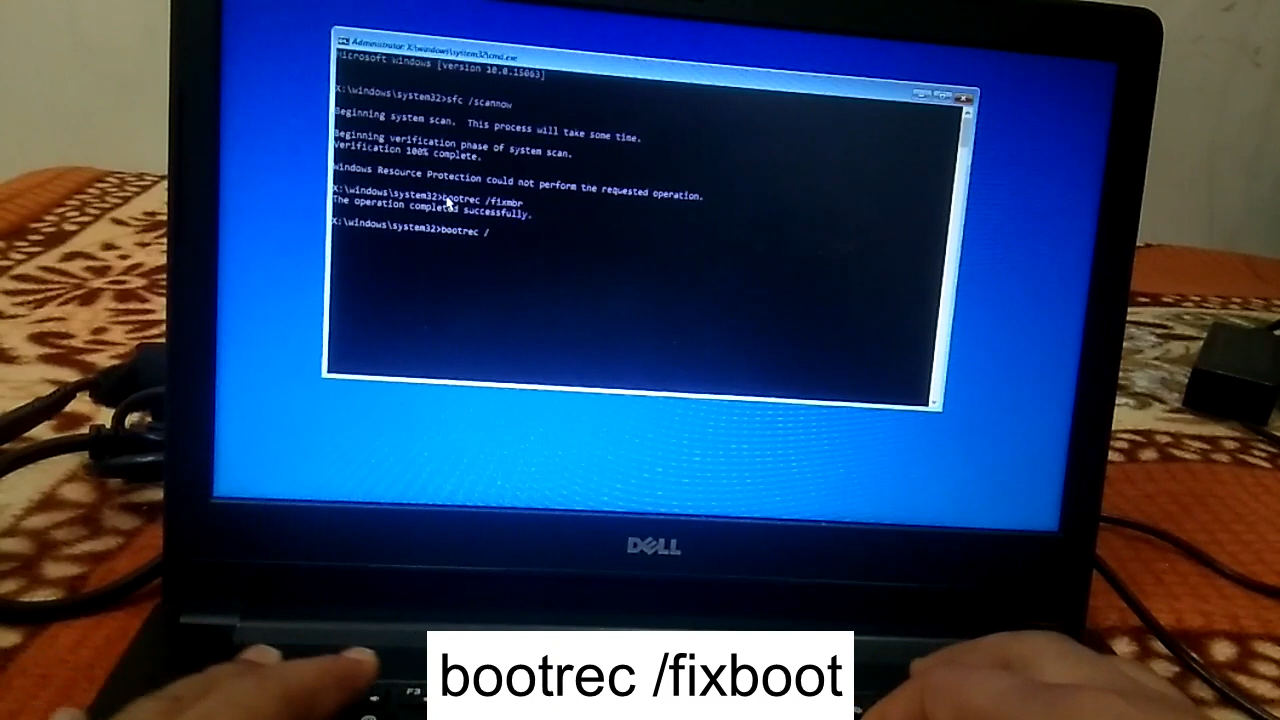 Administrator: X:\windows\system32\cmd.exe
Microsoft Windows [Version 10.0.15063]
X:\windows\system32>sfc /scannow
Beginning system scan.  This process will take some time.
Beginning verification phase of system scan.
Verification 100% complete.
Windows Resource Protection could not perform the requested operation.
X:\windows\system32>bootrec /fixmbr
The operation completed successfully.
X:\windows\system32>bootrec /
DELL
F3
bootrec /fixboot